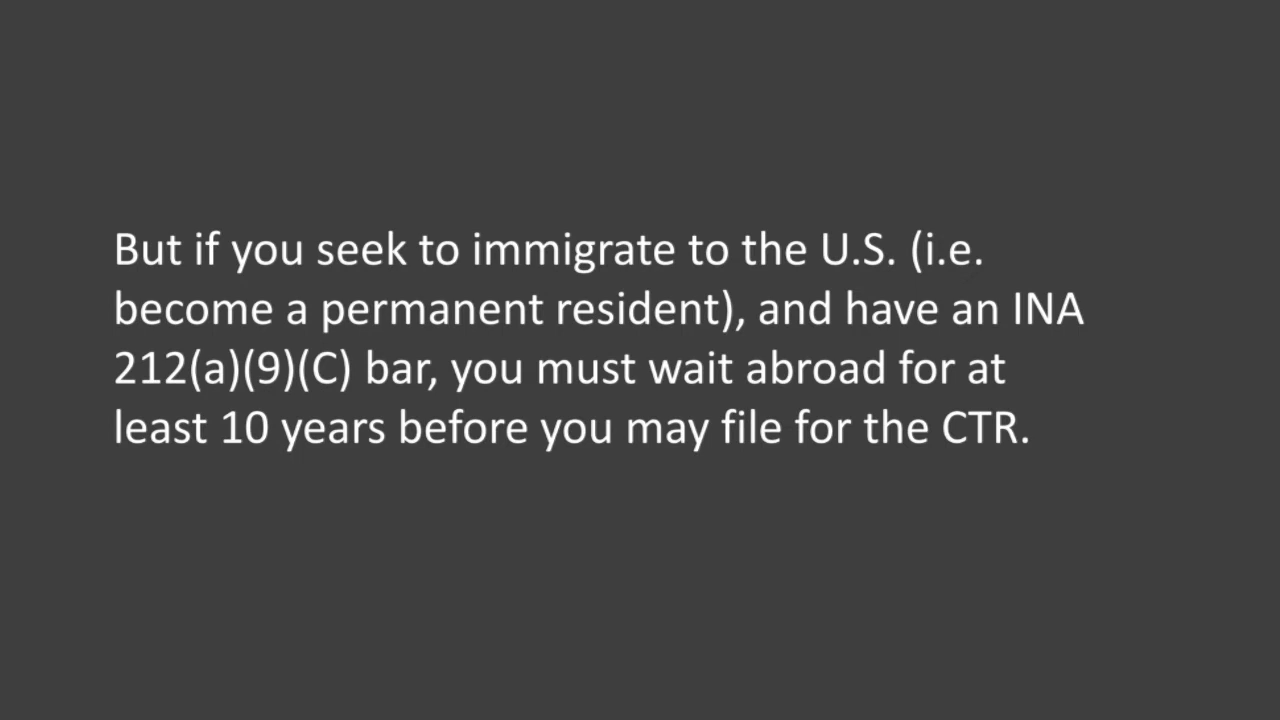 But if you seek to immigrate to the U.S. (i.e.
become a permanent resident), and have an INA
212(a)(9)(C) bar, you must wait abroad for at
least 10 years before you may file for the CTR.